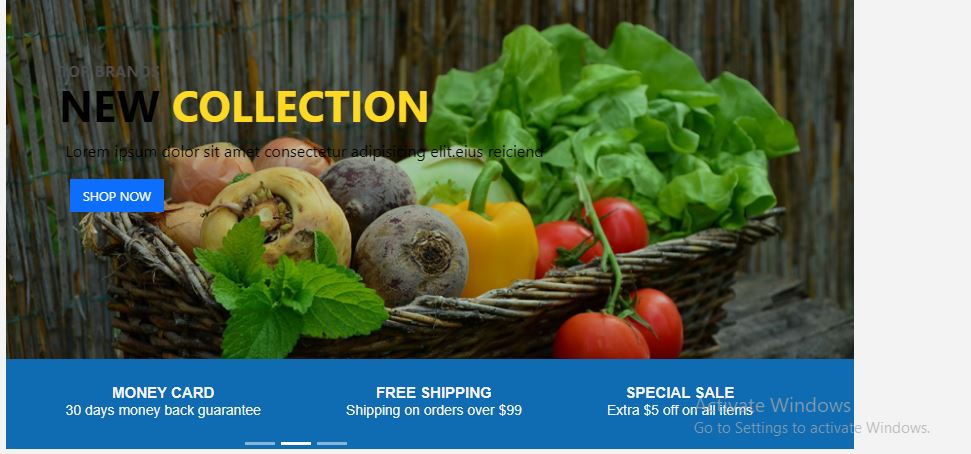 TOP BRANDS
NEW COLLECTION
Lorem ipsum dolor sit amet consectetur adipisicing elit.eius reiciend
SHOP NOW
MONEY CARD
30 days money back guarantee
FREE SHIPPING
Shipping on orders over $99
SPECIAL SALE
Extra $5 off on all items
Activate Windows
Go to Settings to activate Windows.